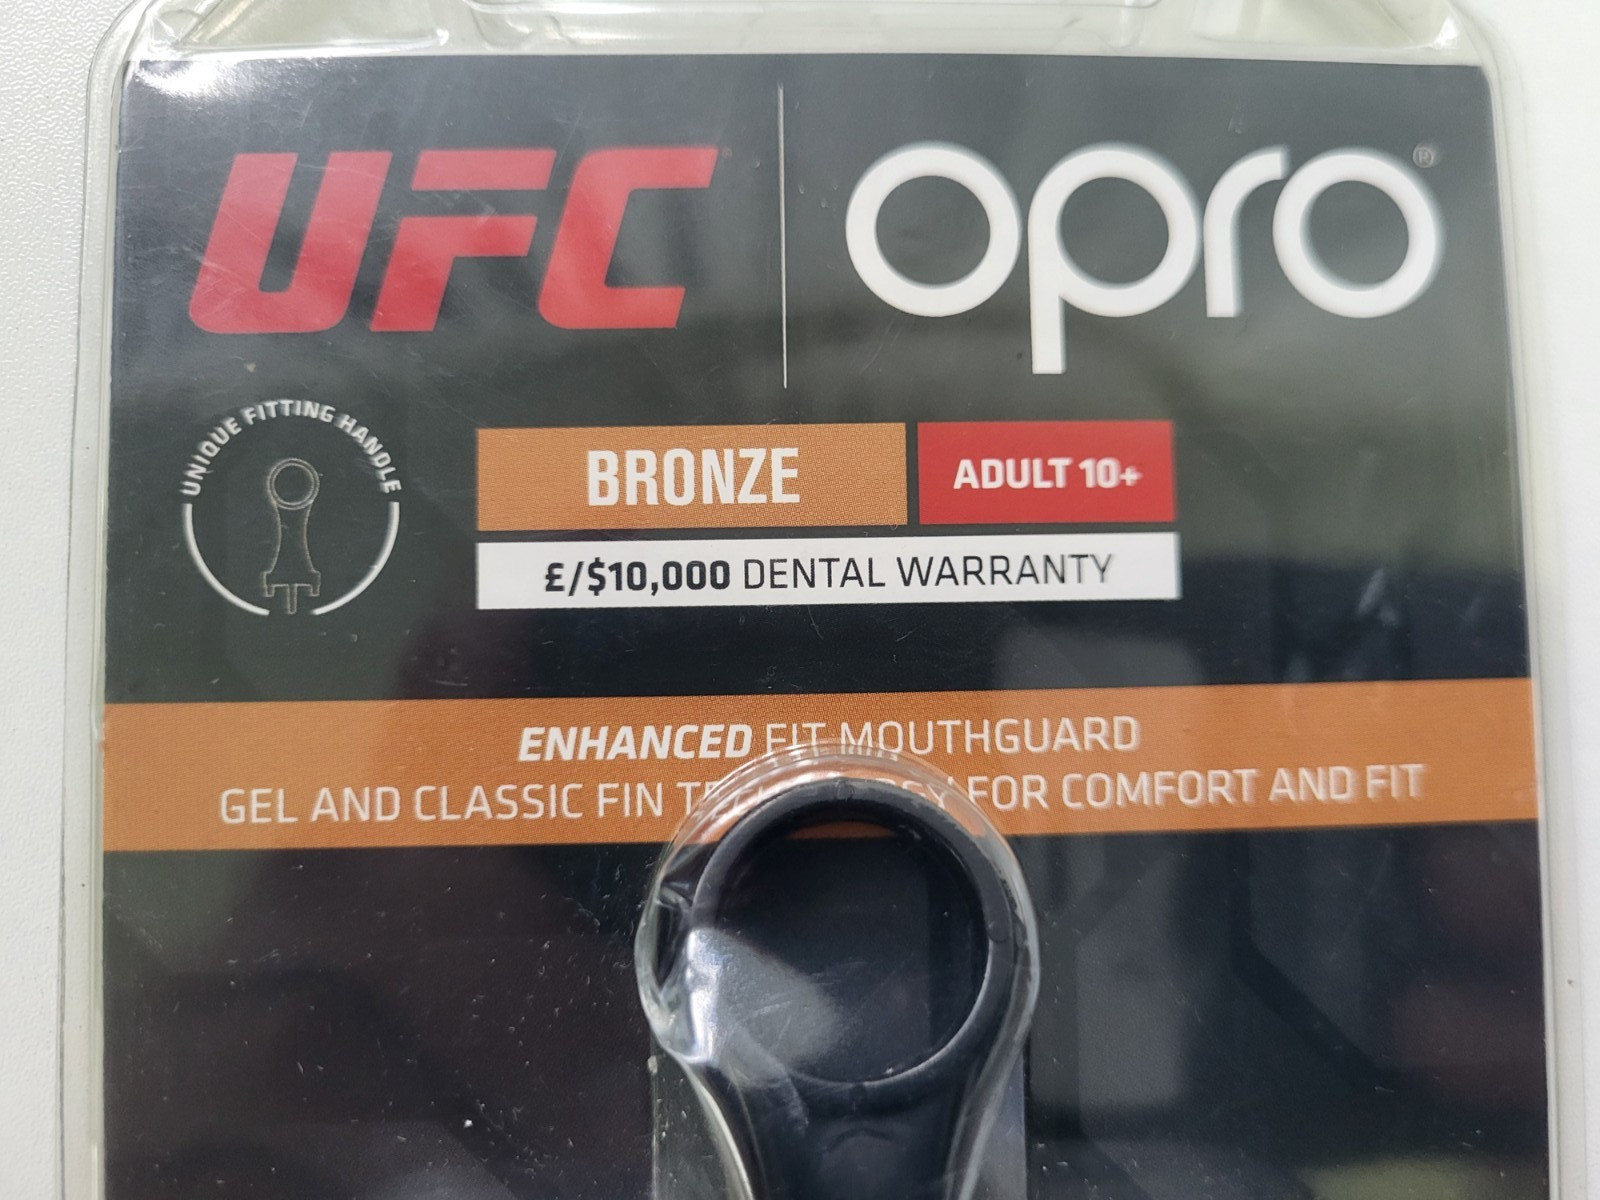 UFC
opro®
UNIQUE FITTING HANDLE
BRONZE
ADULT 10+
£/$10,000 DENTAL WARRANTY
ENHANCED FIT MOUTHGUARD
GEL AND CLASSIC FIN FOR COMFORT AND FIT